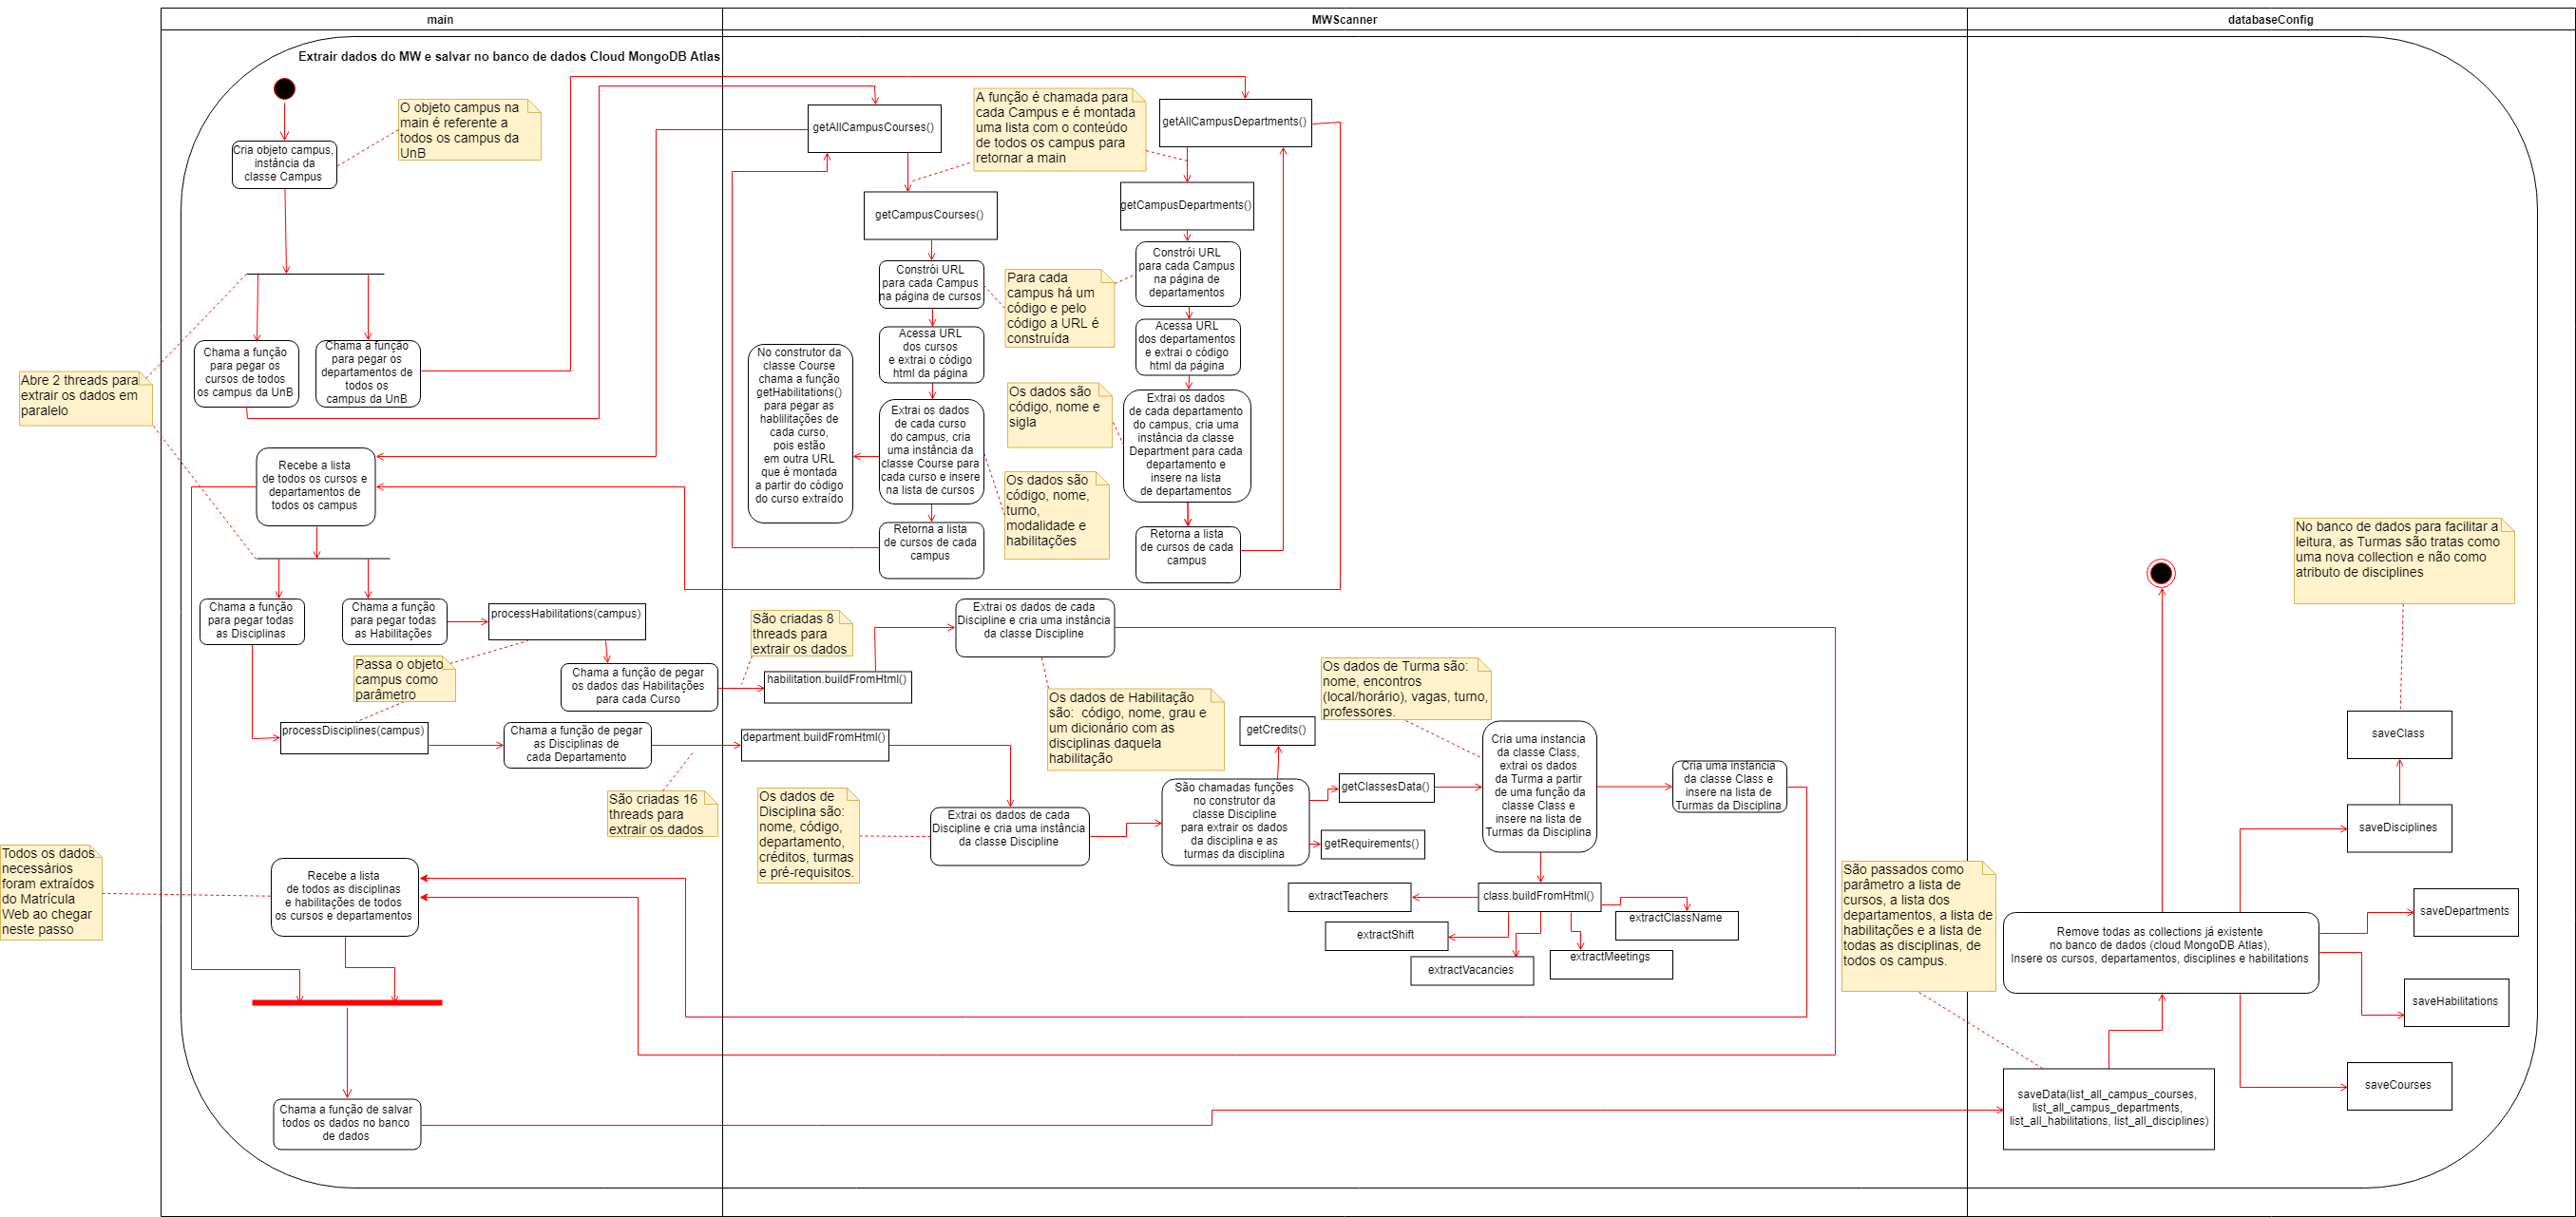 main
MWScanner
databaseConfig
Extrair dados do MW e salvar no banco de dados Cloud MongoDB Atlas
O objeto campus na
main é referente a
todos os campus da
UnB
Cria objeto campus,
instância da
classe Campus
Abre 2 threads para
extrair os dados em
paralelo
Chama a função
para pegar os
cursos de todos
os campus da UnB
Chama a função
para pegar os
departamentos de
todos os
campus da UnB
Recebe a lista
de todos os cursos e
departamentos de
todos os campus
Chama a função
para pegar todas
as Disciplinas
Chama a função
para pegar todas
as Habilitações
processHabilitations(campus)
Passa o objeto
campus como
parâmetro
Chama a função de pegar
os dados das Habilitações
para cada Curso
processDisciplines(campus)
Chama a função de pegar
as Disciplinas de
cada Departamento
São criadas 16
threads para
extrair os dados
Todos os dados
necessários
foram extraídos
do Matrícula
Web ao chegar
neste passo
Recebe a lista
de todos as disciplinas
e habilitações de todos
os cursos e departamentos
Chama a função de salvar
todos os dados no banco
de dados
getAllCampusCourses()
A função é chamada para
cada Campus e é montada
uma lista com o conteúdo
de todos os campus para
retornar a main
getAllCampusDepartments()
getCampusCourses()
getCampusDepartments()
Constrói URL
para cada Campus
na página de cursos
Para cada
campus há um
código e pelo
código a URL é
construída
Constrói URL
para cada Campus
na página de
departamentos
Acessa URL
dos cursos
e extrai o código
html da página
Acessa URL
dos departamentos
e extrai o código
html da página
No construtor da
classe Course
chama a função
getHabilitations()
para pegar as
hablilitações de
cada curso,
pois estão
em outra URL
que é montada
a partir do código
do curso extraído
Extrai os dados
de cada curso
do campus, cria
uma instância da
classe Course para
cada curso e insere
na lista de cursos
Os dados são
código, nome e
sigla
Os dados são
código, nome,
turno,
modalidade e
habilitações
Extrai os dados
de cada departamento
do campus, cria uma
instância da classe
Department para cada
departamento e
insere na lista
de departamentos
Retorna a lista
de cursos de cada
campus
Retorna a lista
de cursos de cada
campus
São criadas 8
threads para
extrair os dados
habilitation.buildFromHtml()
Extrai os dados de cada
Discipline e cria uma instância
da classe Discipline
Os dados de Habilitação
são:  código, nome, grau e
um dicionário com as
disciplinas daquela
habilitação
department.buildFromHtml()
Os dados de
Disciplina são:
nome, código,
departamento,
créditos, turmas
e pré-requisitos.
Extrai os dados de cada
Discipline e cria uma instância
da classe Discipline
São chamadas funções
no construtor da
classe Discipline
para extrair os dados
da disciplina e as
turmas da disciplina
getCredits()
getClassesData()
getRequirements()
Os dados de Turma são:
nome, encontros
(local/horário), vagas, turno,
professores.
Cria uma instancia
da classe Class,
extrai os dados
da Turma a partir
de uma função da
classe Class e
insere na lista de
Turmas da Disciplina
Cria uma instancia
da classe Class e
insere na lista de
Turmas da Disciplina
class.buildFromHtml()
extractTeachers
extractShift
extractVacancies
extractMeetings
extractClassName
No banco de dados para facilitar a
leitura, as Turmas são tratas como
uma nova collection e não como
atributo de disciplines
saveClass
saveDisciplines
saveDepartments
saveHabilitations
saveCourses
São passados como
parâmetro a lista de
cursos, a lista dos
departamentos, a lista de
habilitações e a lista de
todas as disciplinas, de
todos os campus.
Remove todas as collections já existente
no banco de dados (cloud MongoDB Atlas),
Insere os cursos, departamentos, disciplines e habilitations
saveData(list_all_campus_courses,
list_all_campus_departments,
list_all_habilitations, list_all_disciplines)